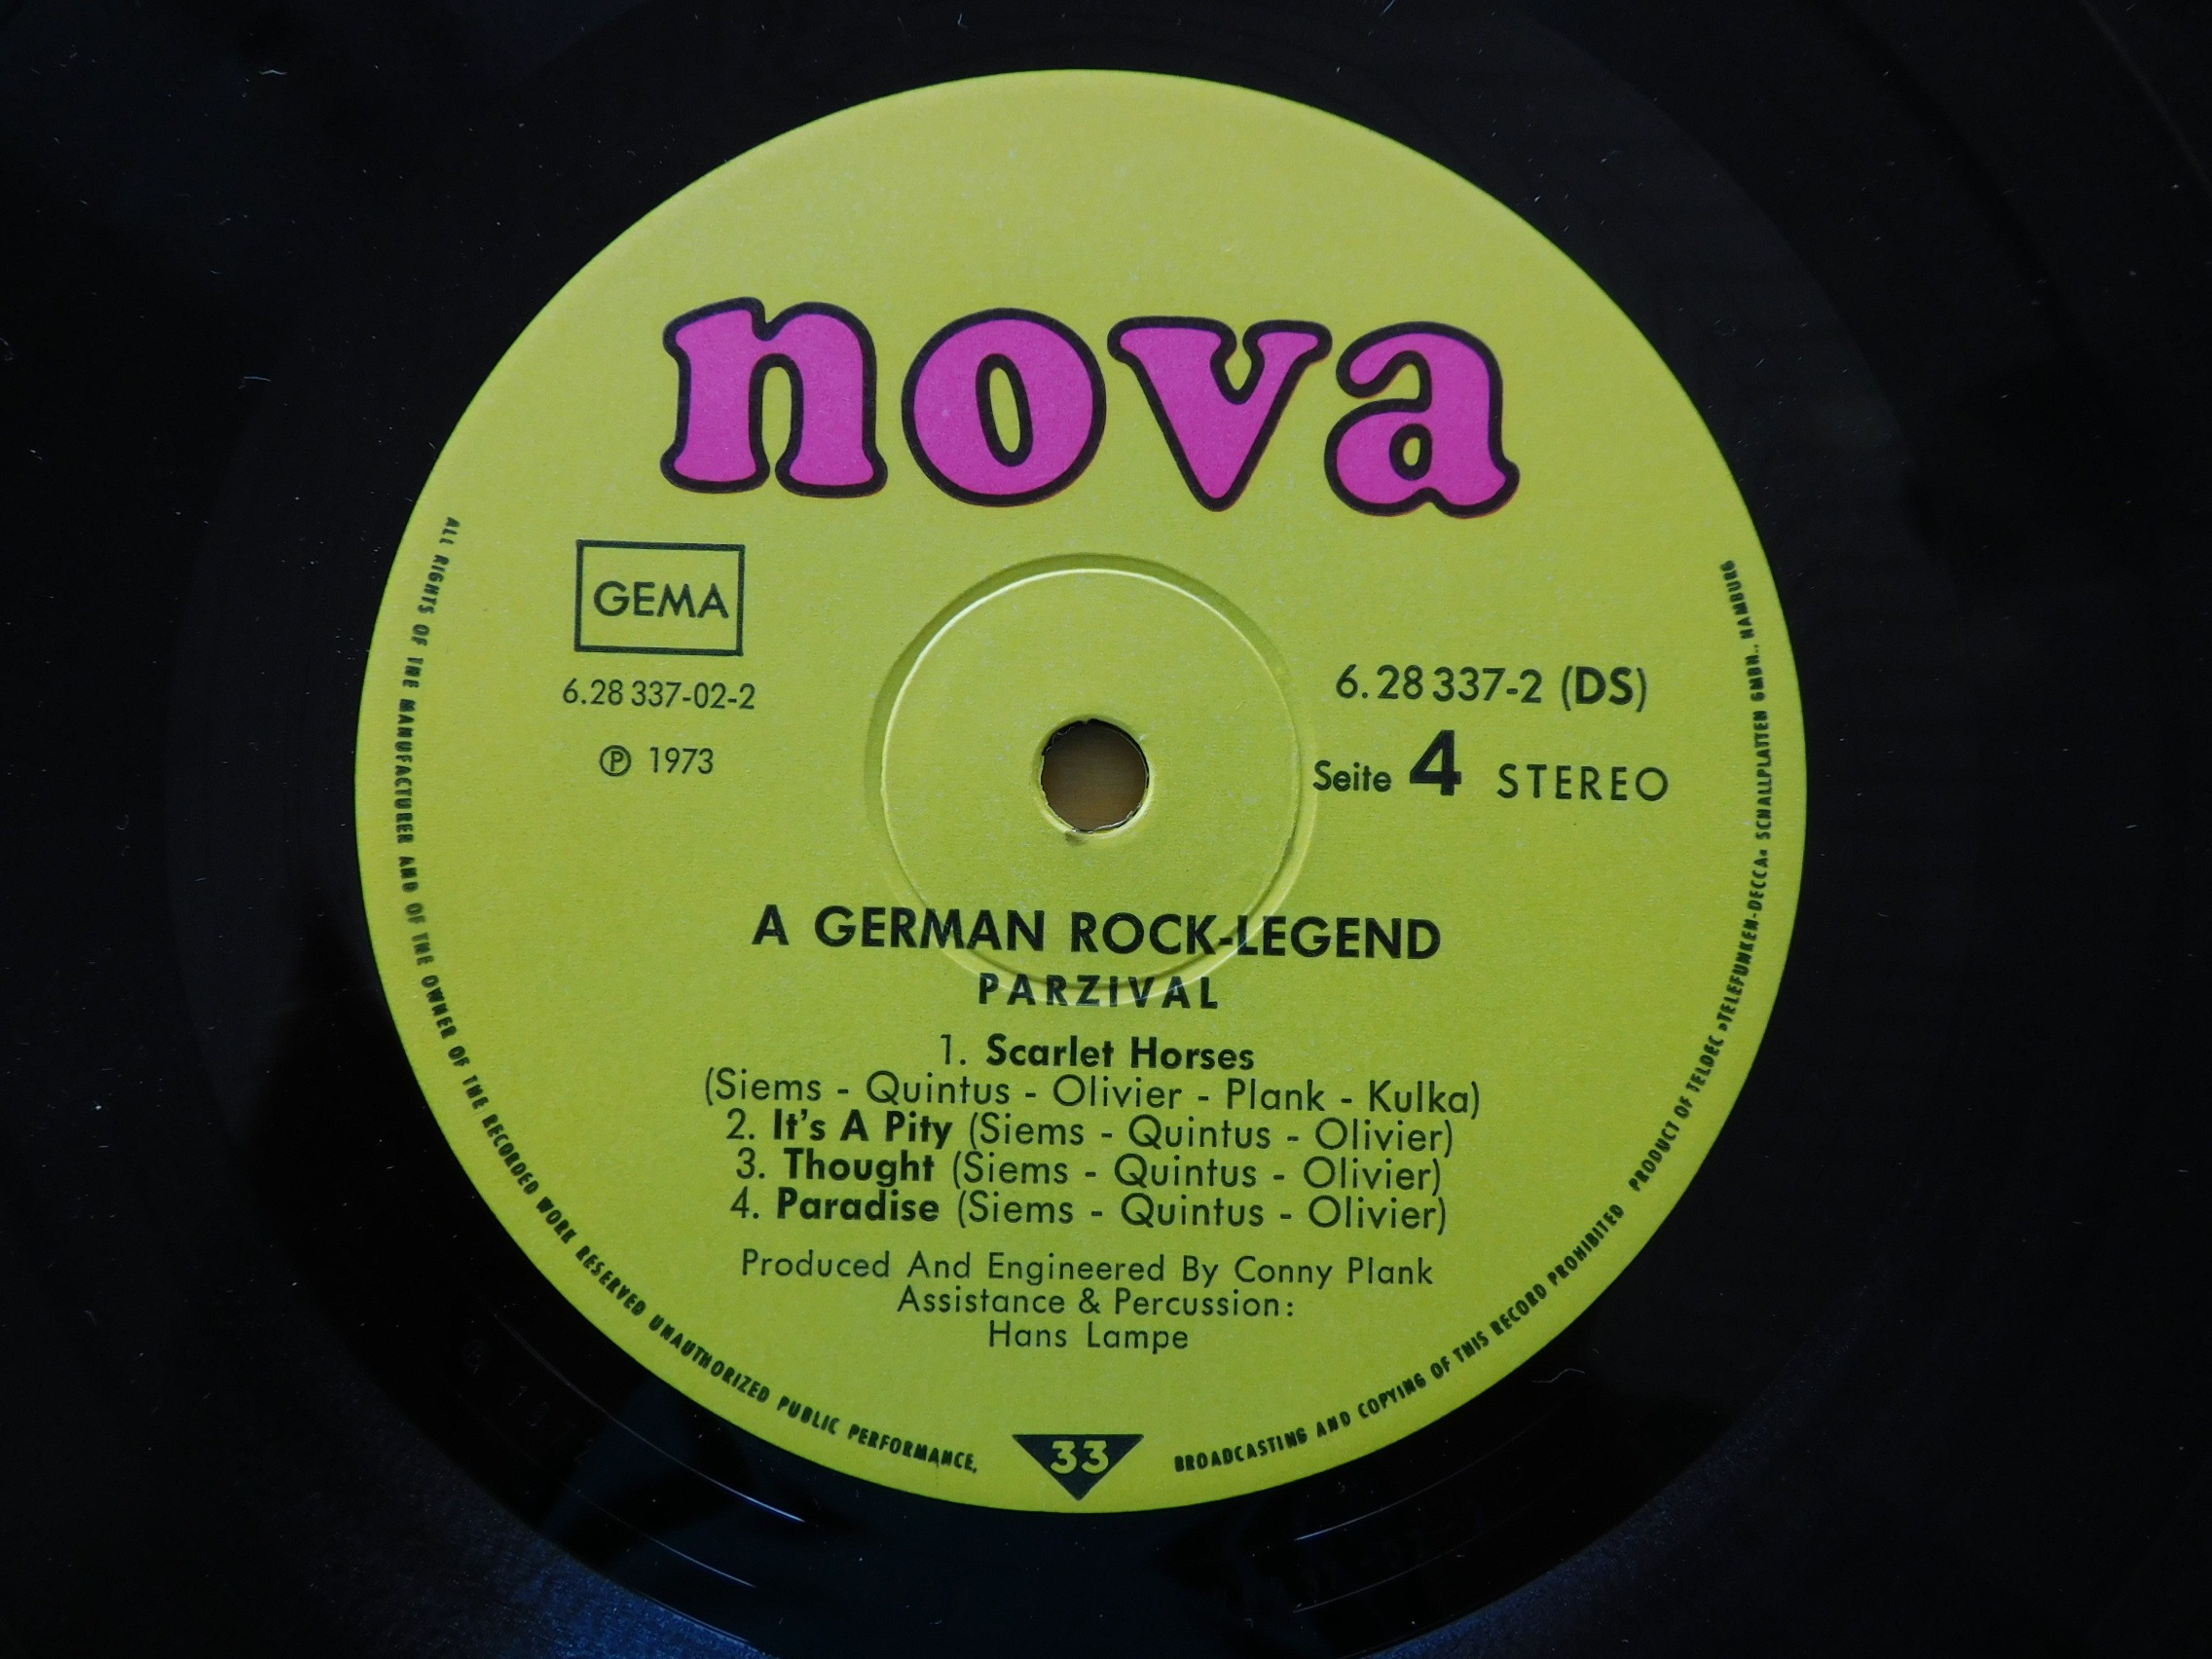 nova
GEMA
6.28 337-02-2
Ⓟ 1973
6.28 337-2 (DS)
Seite 4 STEREO
A GERMAN ROCK-LEGEND
PARZIVAL
1. Scarlet Horses
(Siems - Quintus - Olivier - Plank - Kulka)
2. It's A Pity (Siems - Quintus - Olivier)
3. Thought (Siems - Quintus - Olivier)
4. Paradise (Siems - Quintus - Olivier)
Produced And Engineered By Conny Plank
Assistance & Percussion:
Hans Lampe
33
ALL RIGHTS OF THE MANUFACTURER AND OF THE OWNER OF THE RECORDED WORK RESERVED UNAUTHORIZED PUBLIC PERFORMANCE,
BROADCASTING AND COPYING OF THIS RECORD PROHIBITED PRODUCT OF TELDEC »TELEFUNKEN-DECCA« SCHALLPLATTEN GMBH., HAMBURG